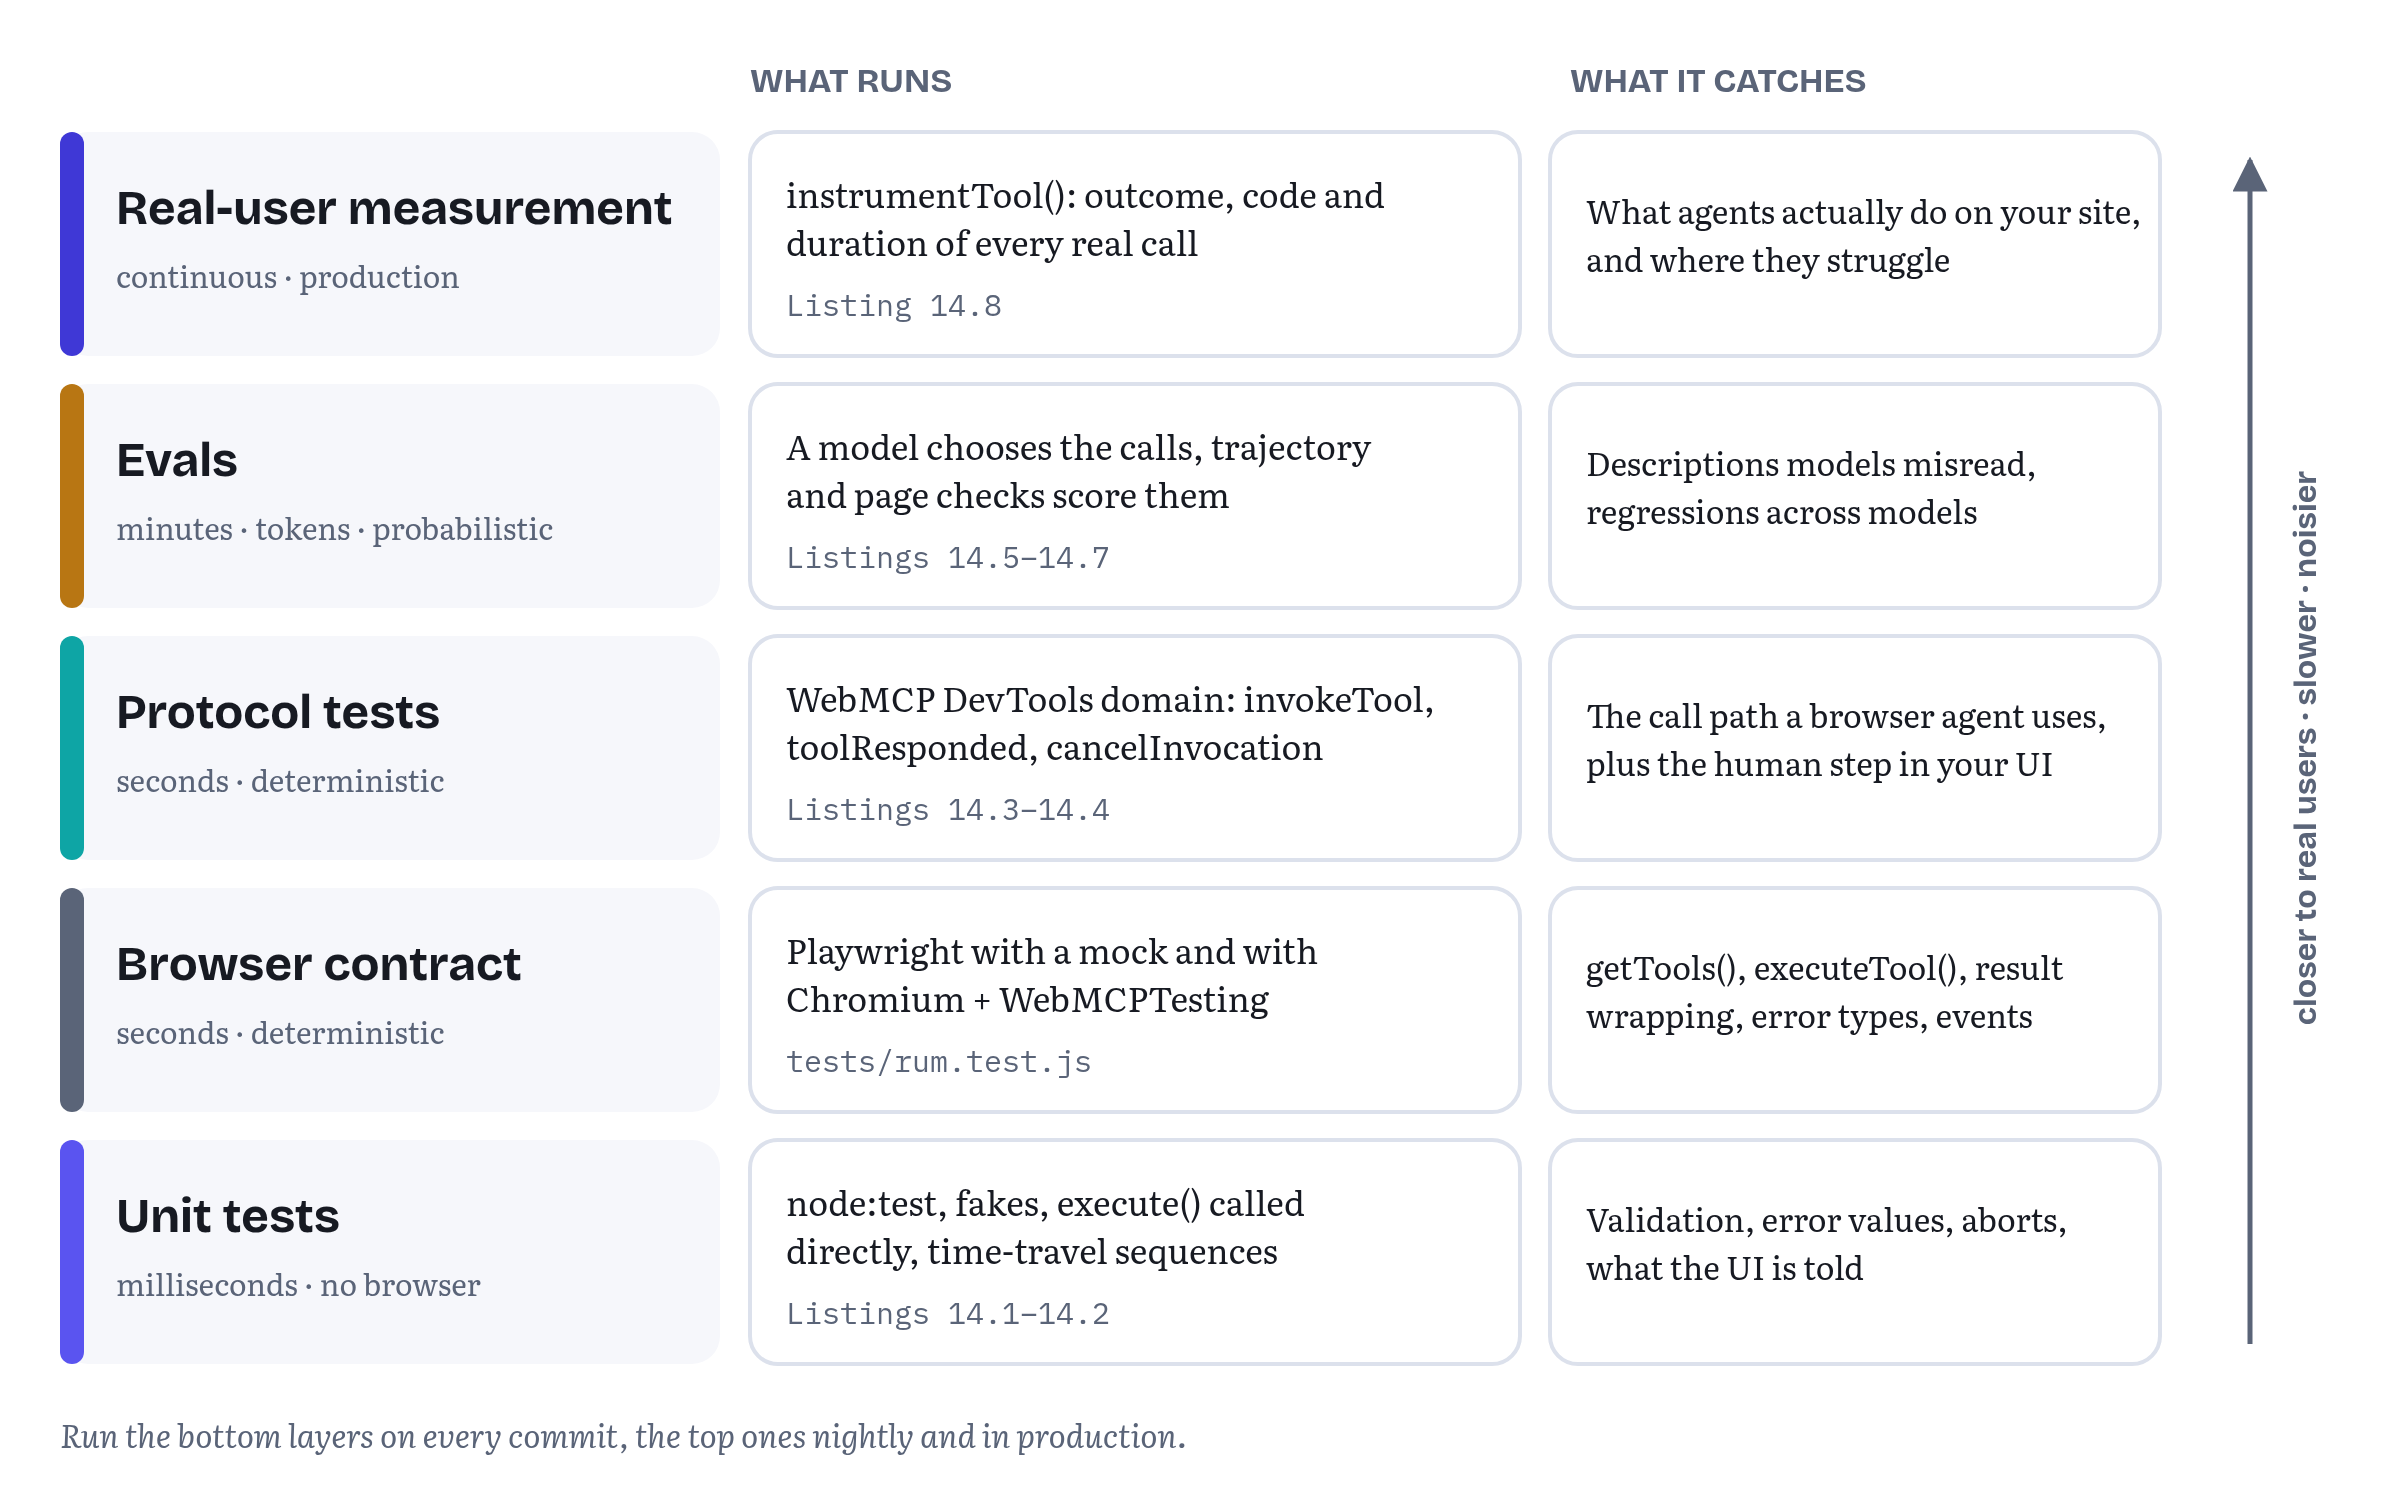 WHAT RUNS
WHAT IT CATCHES
Real-user measurement
continuous · production
instrumentTool(): outcome, code and
duration of every real call
Listing 14.8
What agents actually do on your site,
and where they struggle
Evals
minutes · tokens · probabilistic
A model chooses the calls, trajectory
and page checks score them
Listings 14.5–14.7
Descriptions models misread,
regressions across models
Protocol tests
seconds · deterministic
WebMCP DevTools domain: invokeTool,
toolResponded, cancelInvocation
Listings 14.3–14.4
The call path a browser agent uses,
plus the human step in your UI
Browser contract
seconds · deterministic
Playwright with a mock and with
Chromium + WebMCPTesting
tests/rum.test.js
getTools(), executeTool(), result
wrapping, error types, events
Unit tests
milliseconds · no browser
node:test, fakes, execute() called
directly, time-travel sequences
Listings 14.1–14.2
Validation, error values, aborts,
what the UI is told
closer to real users · slower · noisier
Run the bottom layers on every commit, the top ones nightly and in production.